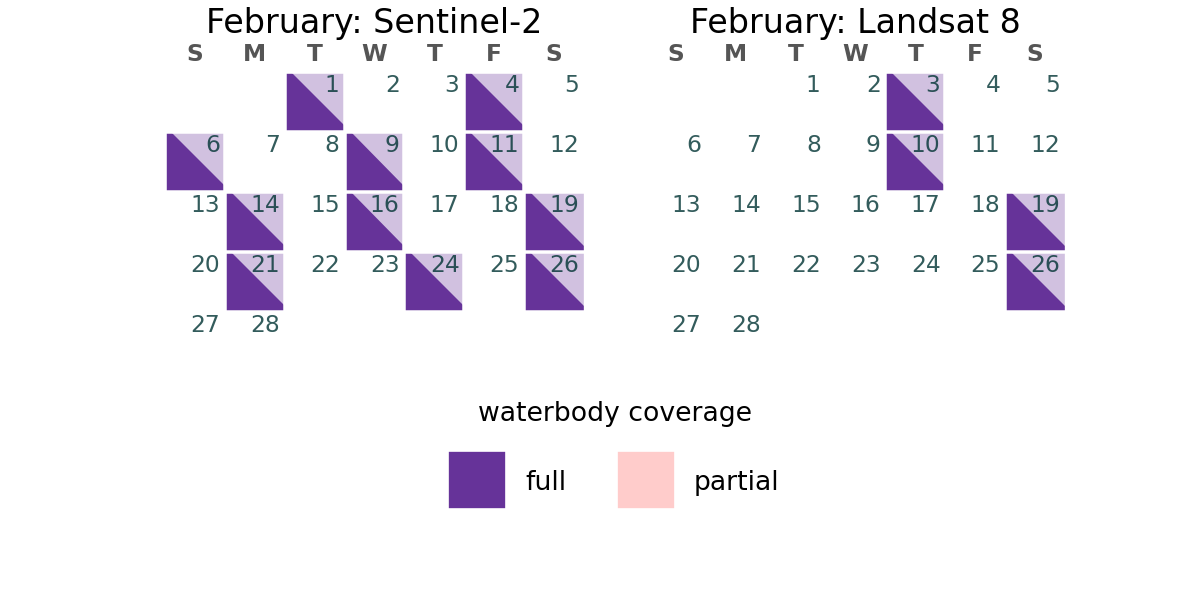 February: Sentinel-2
S M T W T F S
1 2 3 4 5
6 7 8 9 10 11 12
13 14 15 16 17 18 19
20 21 22 23 24 25 26
27 28
February: Landsat 8
S M T W T F S
1 2 3 4 5
6 7 8 9 10 11 12
13 14 15 16 17 18 19
20 21 22 23 24 25 26
27 28
waterbody coverage
full
partial